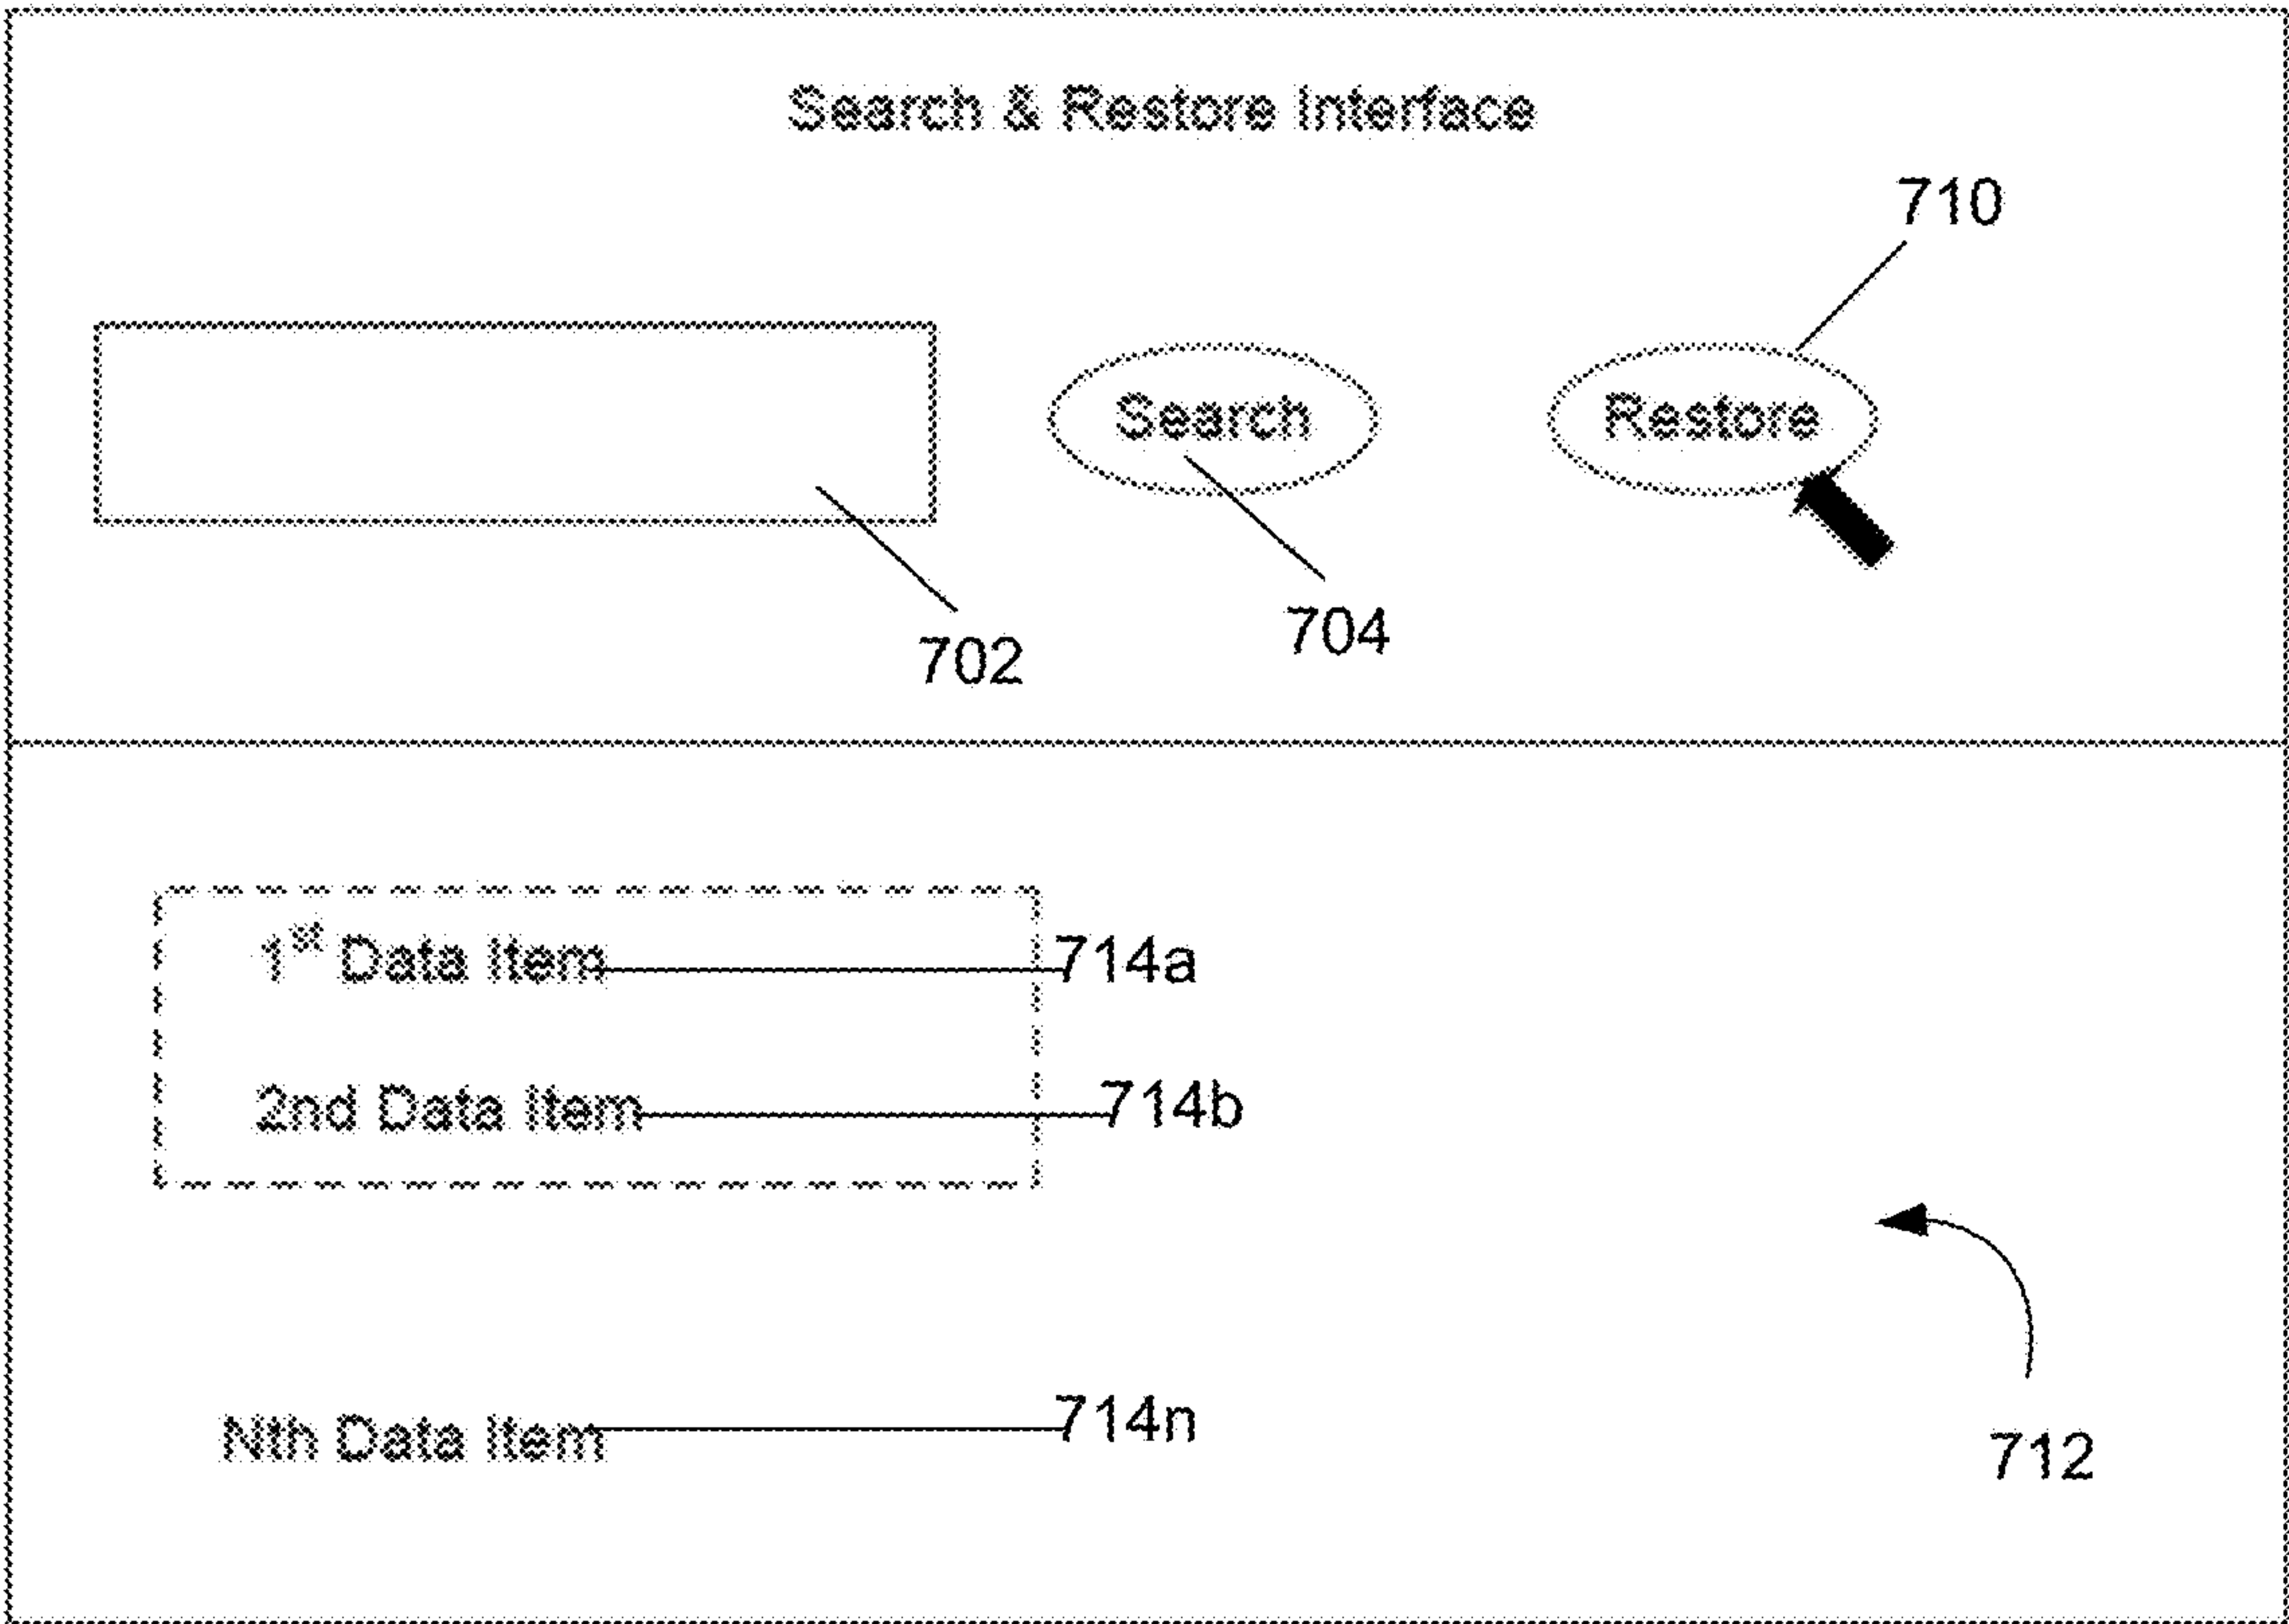 Search & Restore Interface
710
Search
Restore
702
704
1st Data Item
714a
2nd Data Item
714b
Nth Data Item
714n
712